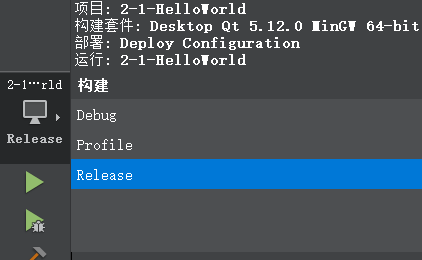 项目: 2-1-HelloWorld
构建套件: Desktop Qt 5.12.0 MinGW 64-bit
部署: Deploy Configuration
运行: 2-1-HelloWorld
2-1…rld
构建
Release
Debug
Profile
Release